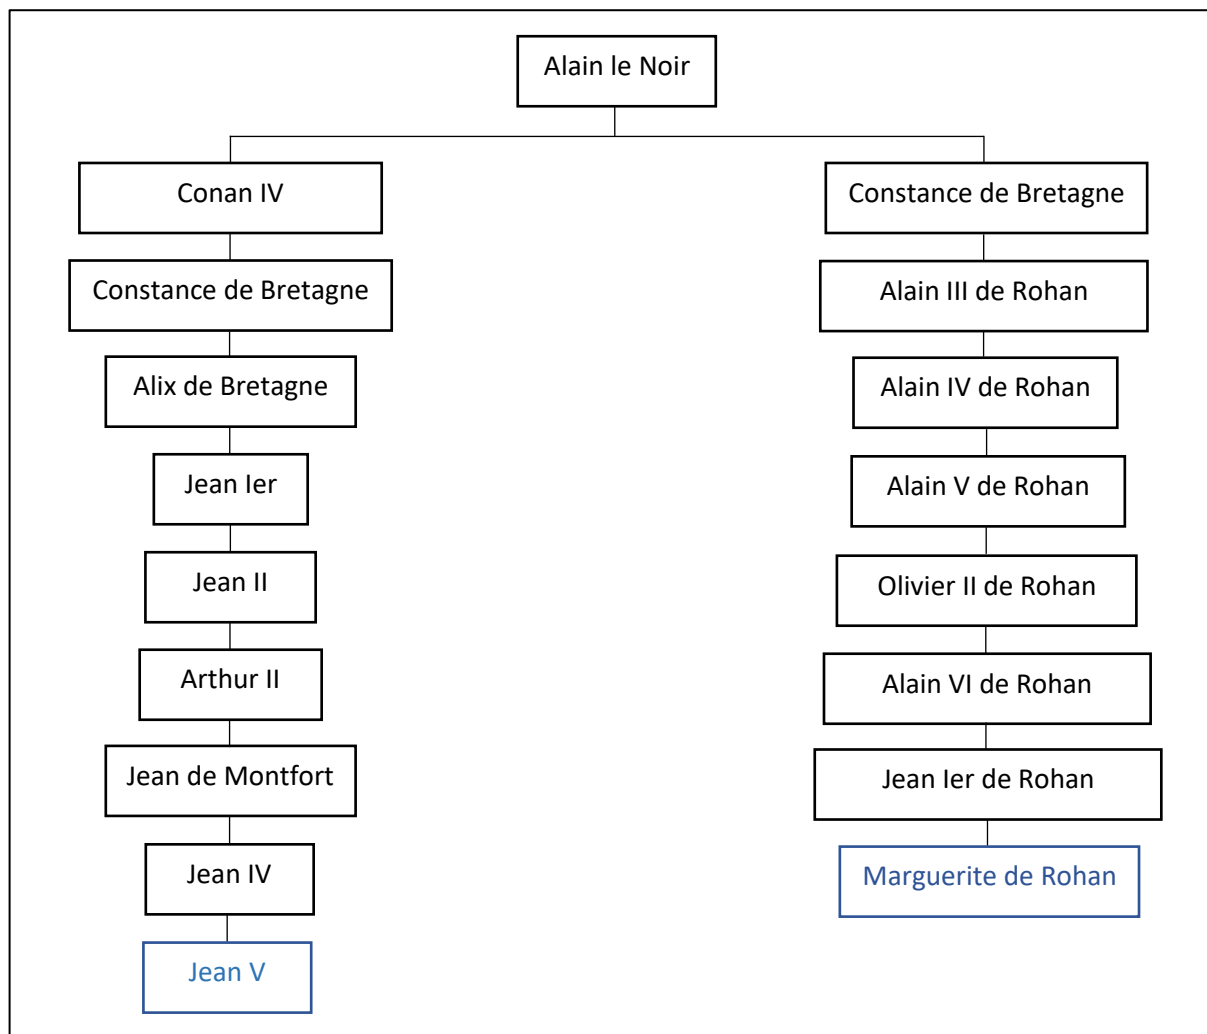 Alain le Noir
Conan IV
Constance de Bretagne
Constance de Bretagne
Alain III de Rohan
Alix de Bretagne
Alain IV de Rohan
Jean Ier
Alain V de Rohan
Jean II
Olivier II de Rohan
Arthur II
Alain VI de Rohan
Jean de Montfort
Jean Ier de Rohan
Jean IV
Marguerite de Rohan
Jean V